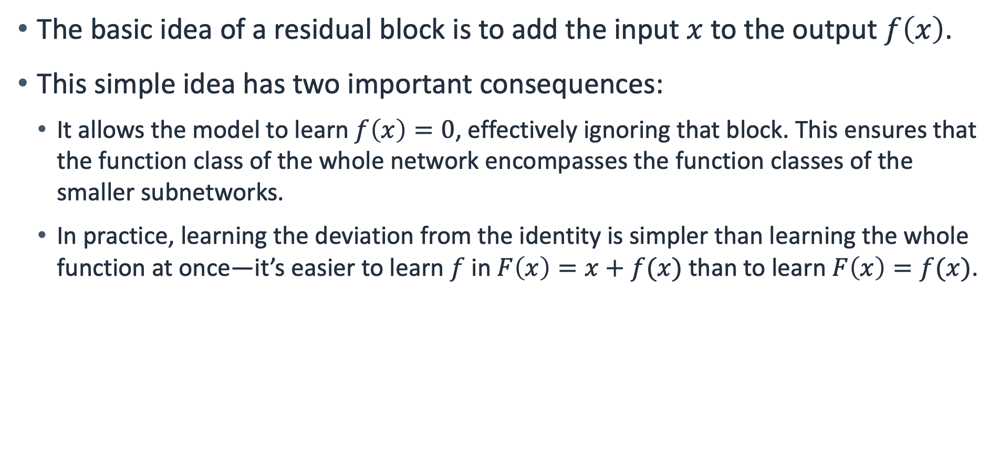 • The basic idea of a residual block is to add the input x to the output f(x).
• This simple idea has two important consequences:
• It allows the model to learn f(x) = 0, effectively ignoring that block. This ensures that
the function class of the whole network encompasses the function classes of the
smaller subnetworks.
• In practice, learning the deviation from the identity is simpler than learning the whole
function at once—it’s easier to learn f in F(x) = x + f(x) than to learn F(x) = f(x).